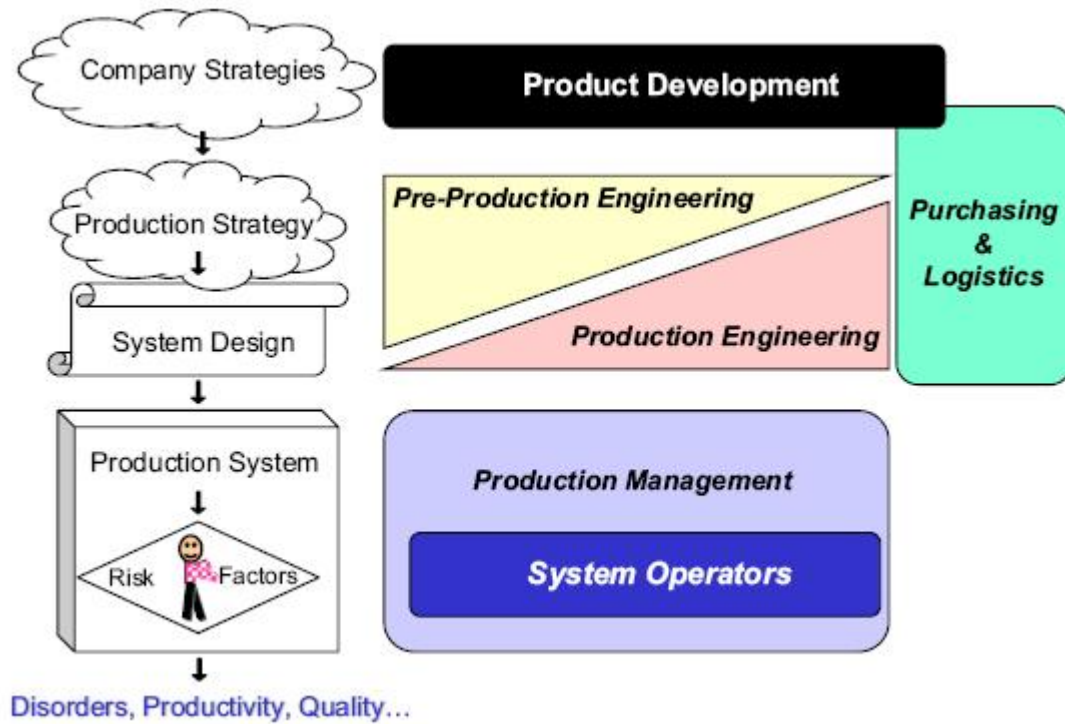 Company Strategies
Production Strategy
System Design
Production System
Risk Factors
Disorders, Productivity, Quality…
Product Development
Pre-Production Engineering
Production Engineering
Purchasing
&
Logistics
Production Management
System Operators